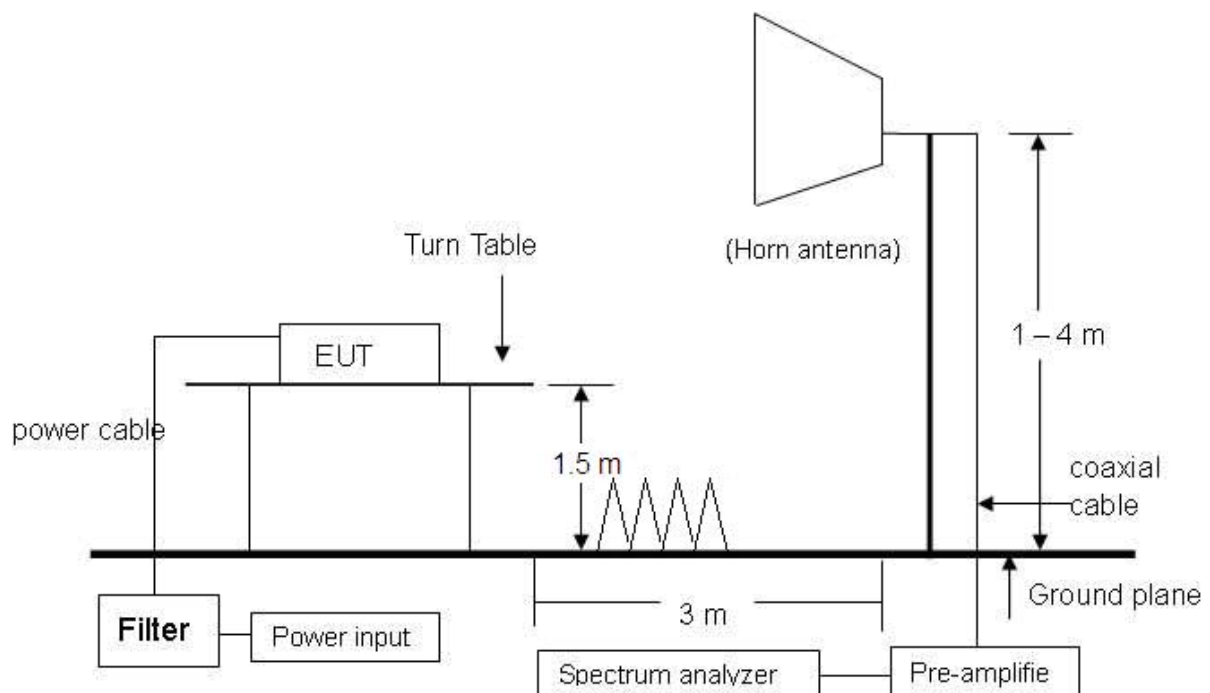 (Horn antenna)
Turn Table
EUT
1 – 4 m
power cable
1.5 m
coaxial
cable
Ground plane
3 m
Filter
Power input
Spectrum analyzer
Pre-amplifie